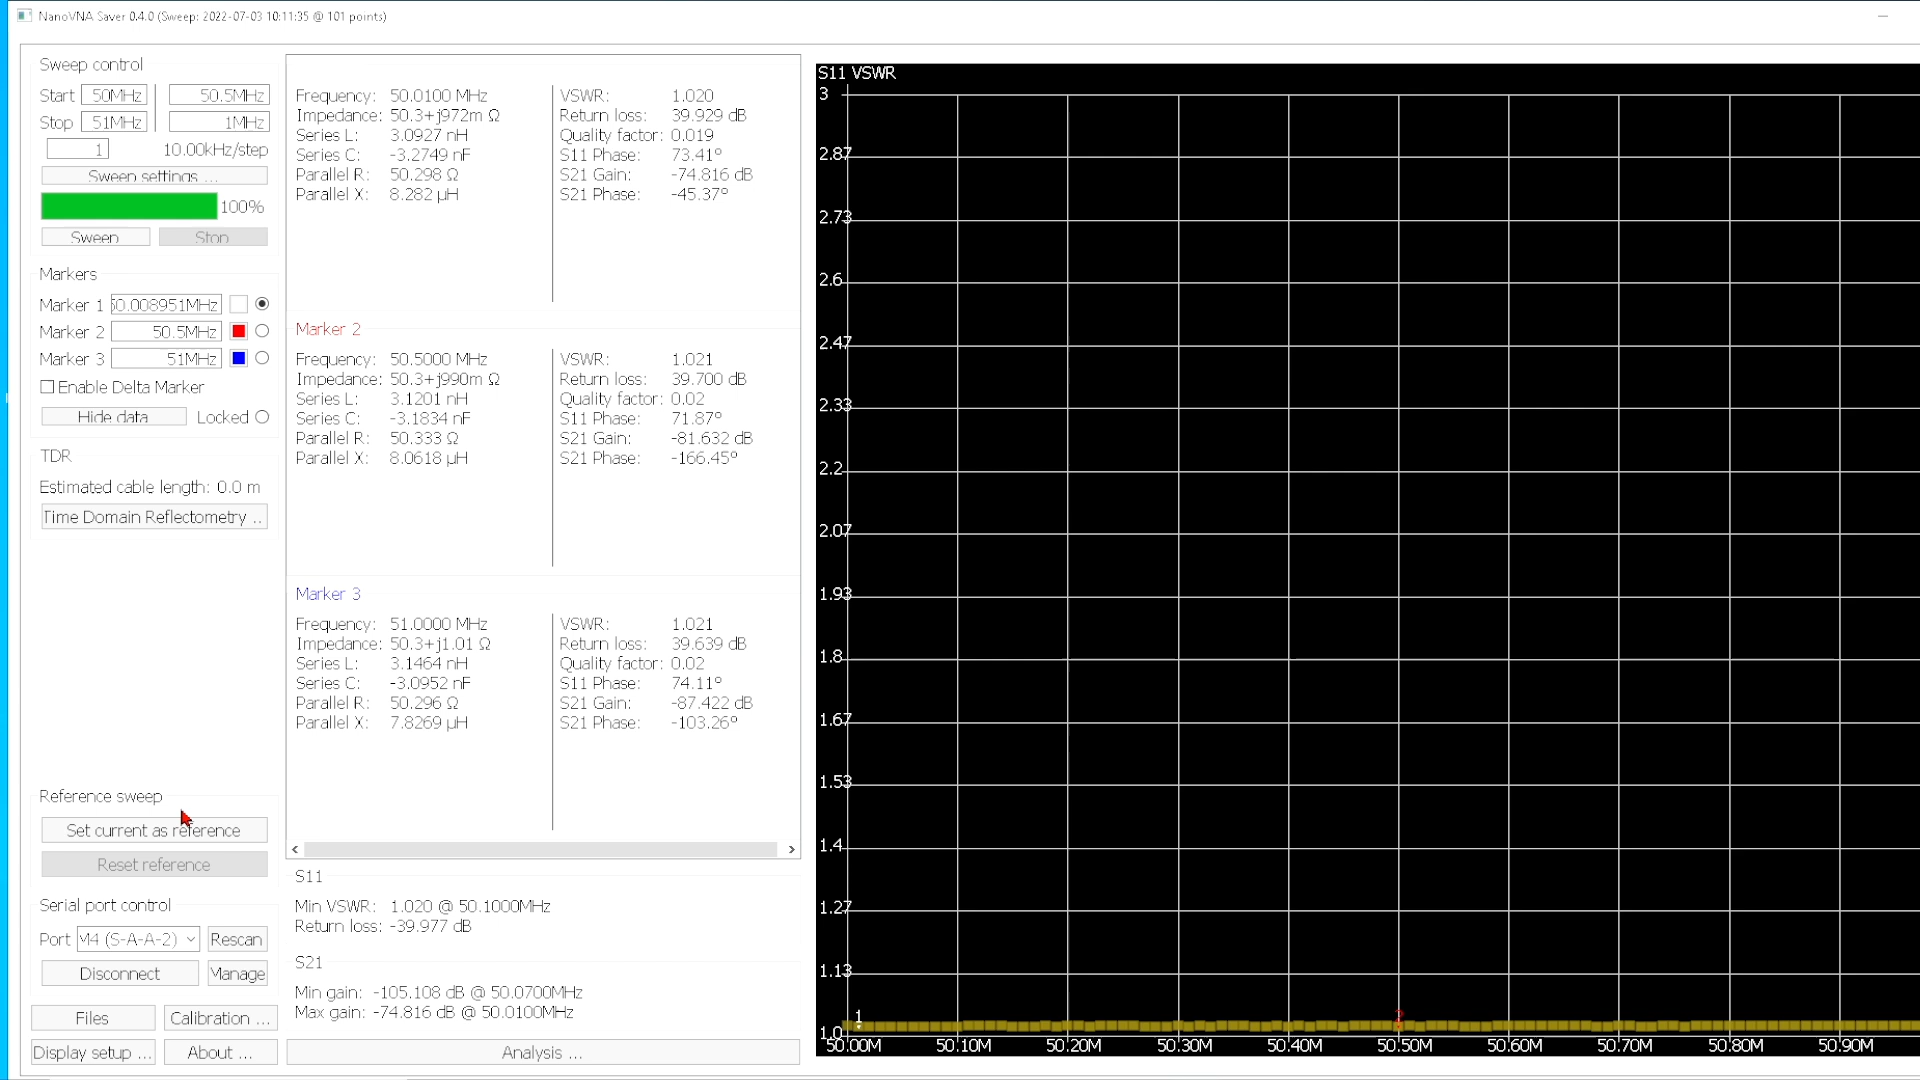 NanoVNA Saver 0.4.0 (Sweep: 2022-07-03 10:11:35 @ 101 points)
Sweep control
Start 50MHz 50.5MHz
Stop 51MHz 1MHz
1 10.00kHz/step
Sweep settings ...
100%
Sweep Stop
Markers
Marker 1 50.008951MHz
Marker 2 50.5MHz
Marker 3 51MHz
Enable Delta Marker
Hide data Locked
TDR
Estimated cable length: 0.0 m
Time Domain Reflectometry ..
Reference sweep
Set current as reference
Reset reference
Serial port control
Port M4 (S-A-A-2) Rescan
Disconnect Manage
Files Calibration ...
Display setup ... About ...
Frequency: 50.0100 MHz VSWR: 1.020
Impedance: 50.3+j972m Ω Return loss: 39.929 dB
Series L: 3.0927 nH Quality factor: 0.019
Series C: -3.2749 nF S11 Phase: 73.41°
Parallel R: 50.298 Ω S21 Gain: -74.816 dB
Parallel X: 8.282 µH S21 Phase: -45.37°
Marker 2
Frequency: 50.5000 MHz VSWR: 1.021
Impedance: 50.3+j990m Ω Return loss: 39.700 dB
Series L: 3.1201 nH Quality factor: 0.02
Series C: -3.1834 nF S11 Phase: 71.87°
Parallel R: 50.333 Ω S21 Gain: -81.632 dB
Parallel X: 8.0618 µH S21 Phase: -166.45°
Marker 3
Frequency: 51.0000 MHz VSWR: 1.021
Impedance: 50.3+j1.01 Ω Return loss: 39.639 dB
Series L: 3.1464 nH Quality factor: 0.02
Series C: -3.0952 nF S11 Phase: 74.11°
Parallel R: 50.296 Ω S21 Gain: -87.422 dB
Parallel X: 7.8269 µH S21 Phase: -103.26°
S11
Min VSWR: 1.020 @ 50.1000MHz
Return loss: -39.977 dB
S21
Min gain: -105.108 dB @ 50.0700MHz
Max gain: -74.816 dB @ 50.0100MHz
Analysis ...
S11 VSWR
3
2.87
2.73
2.6
2.47
2.33
2.2
2.07
1.93
1.8
1.67
1.53
1.4
1.27
1.13
1.0
1 2
50.00M 50.10M 50.20M 50.30M 50.40M 50.50M 50.60M 50.70M 50.80M 50.90M